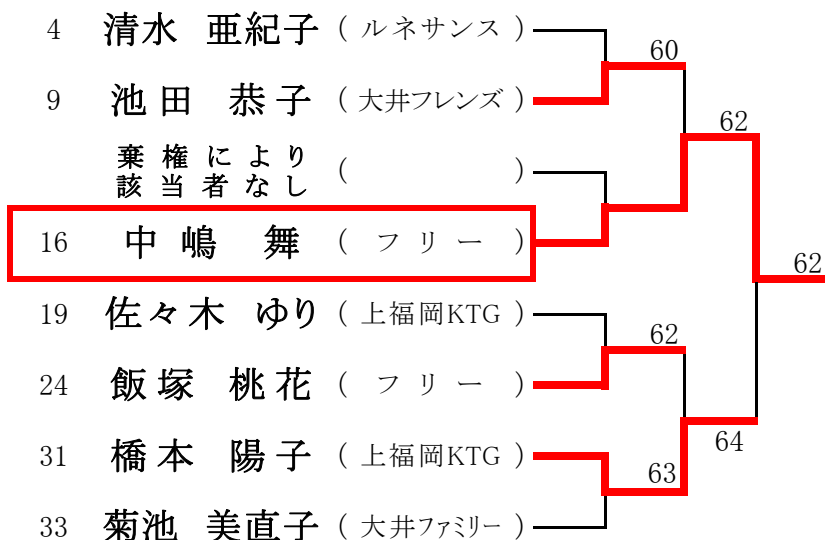 4 清水 亜紀子 ( ルネサンス )
60
9 池田 恭子 ( 大井フレンズ )
62
棄権により
該当者なし ( )
16 中嶋 舞 ( フリー )
62
19 佐々木 ゆり ( 上福岡KTG )
62
24 飯塚 桃花 ( フリー )
64
31 橋本 陽子 ( 上福岡KTG )
63
33 菊池 美直子 ( 大井ファミリー )